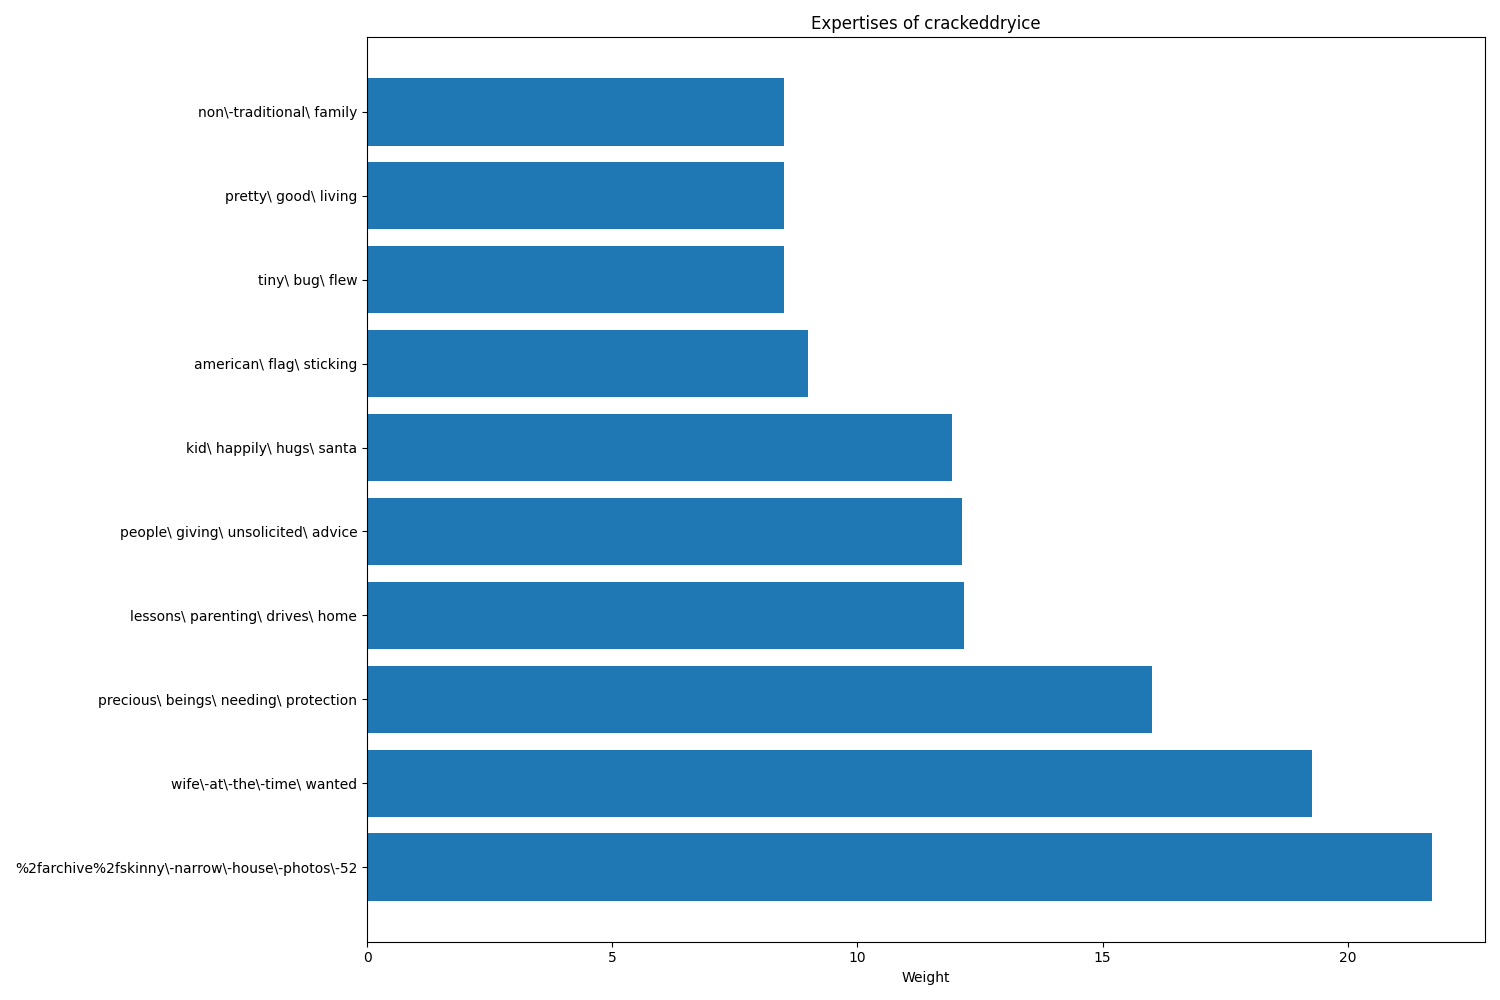 Expertises of crackeddryice
non\-traditional\ family
pretty\ good\ living
tiny\ bug\ flew
american\ flag\ sticking
kid\ happily\ hugs\ santa
people\ giving\ unsolicited\ advice
lessons\ parenting\ drives\ home
precious\ beings\ needing\ protection
wife\-at\-the\-time\ wanted
%2farchive%2fskinny\-narrow\-house\-photos\-52
0 5 10 15 20
Weight